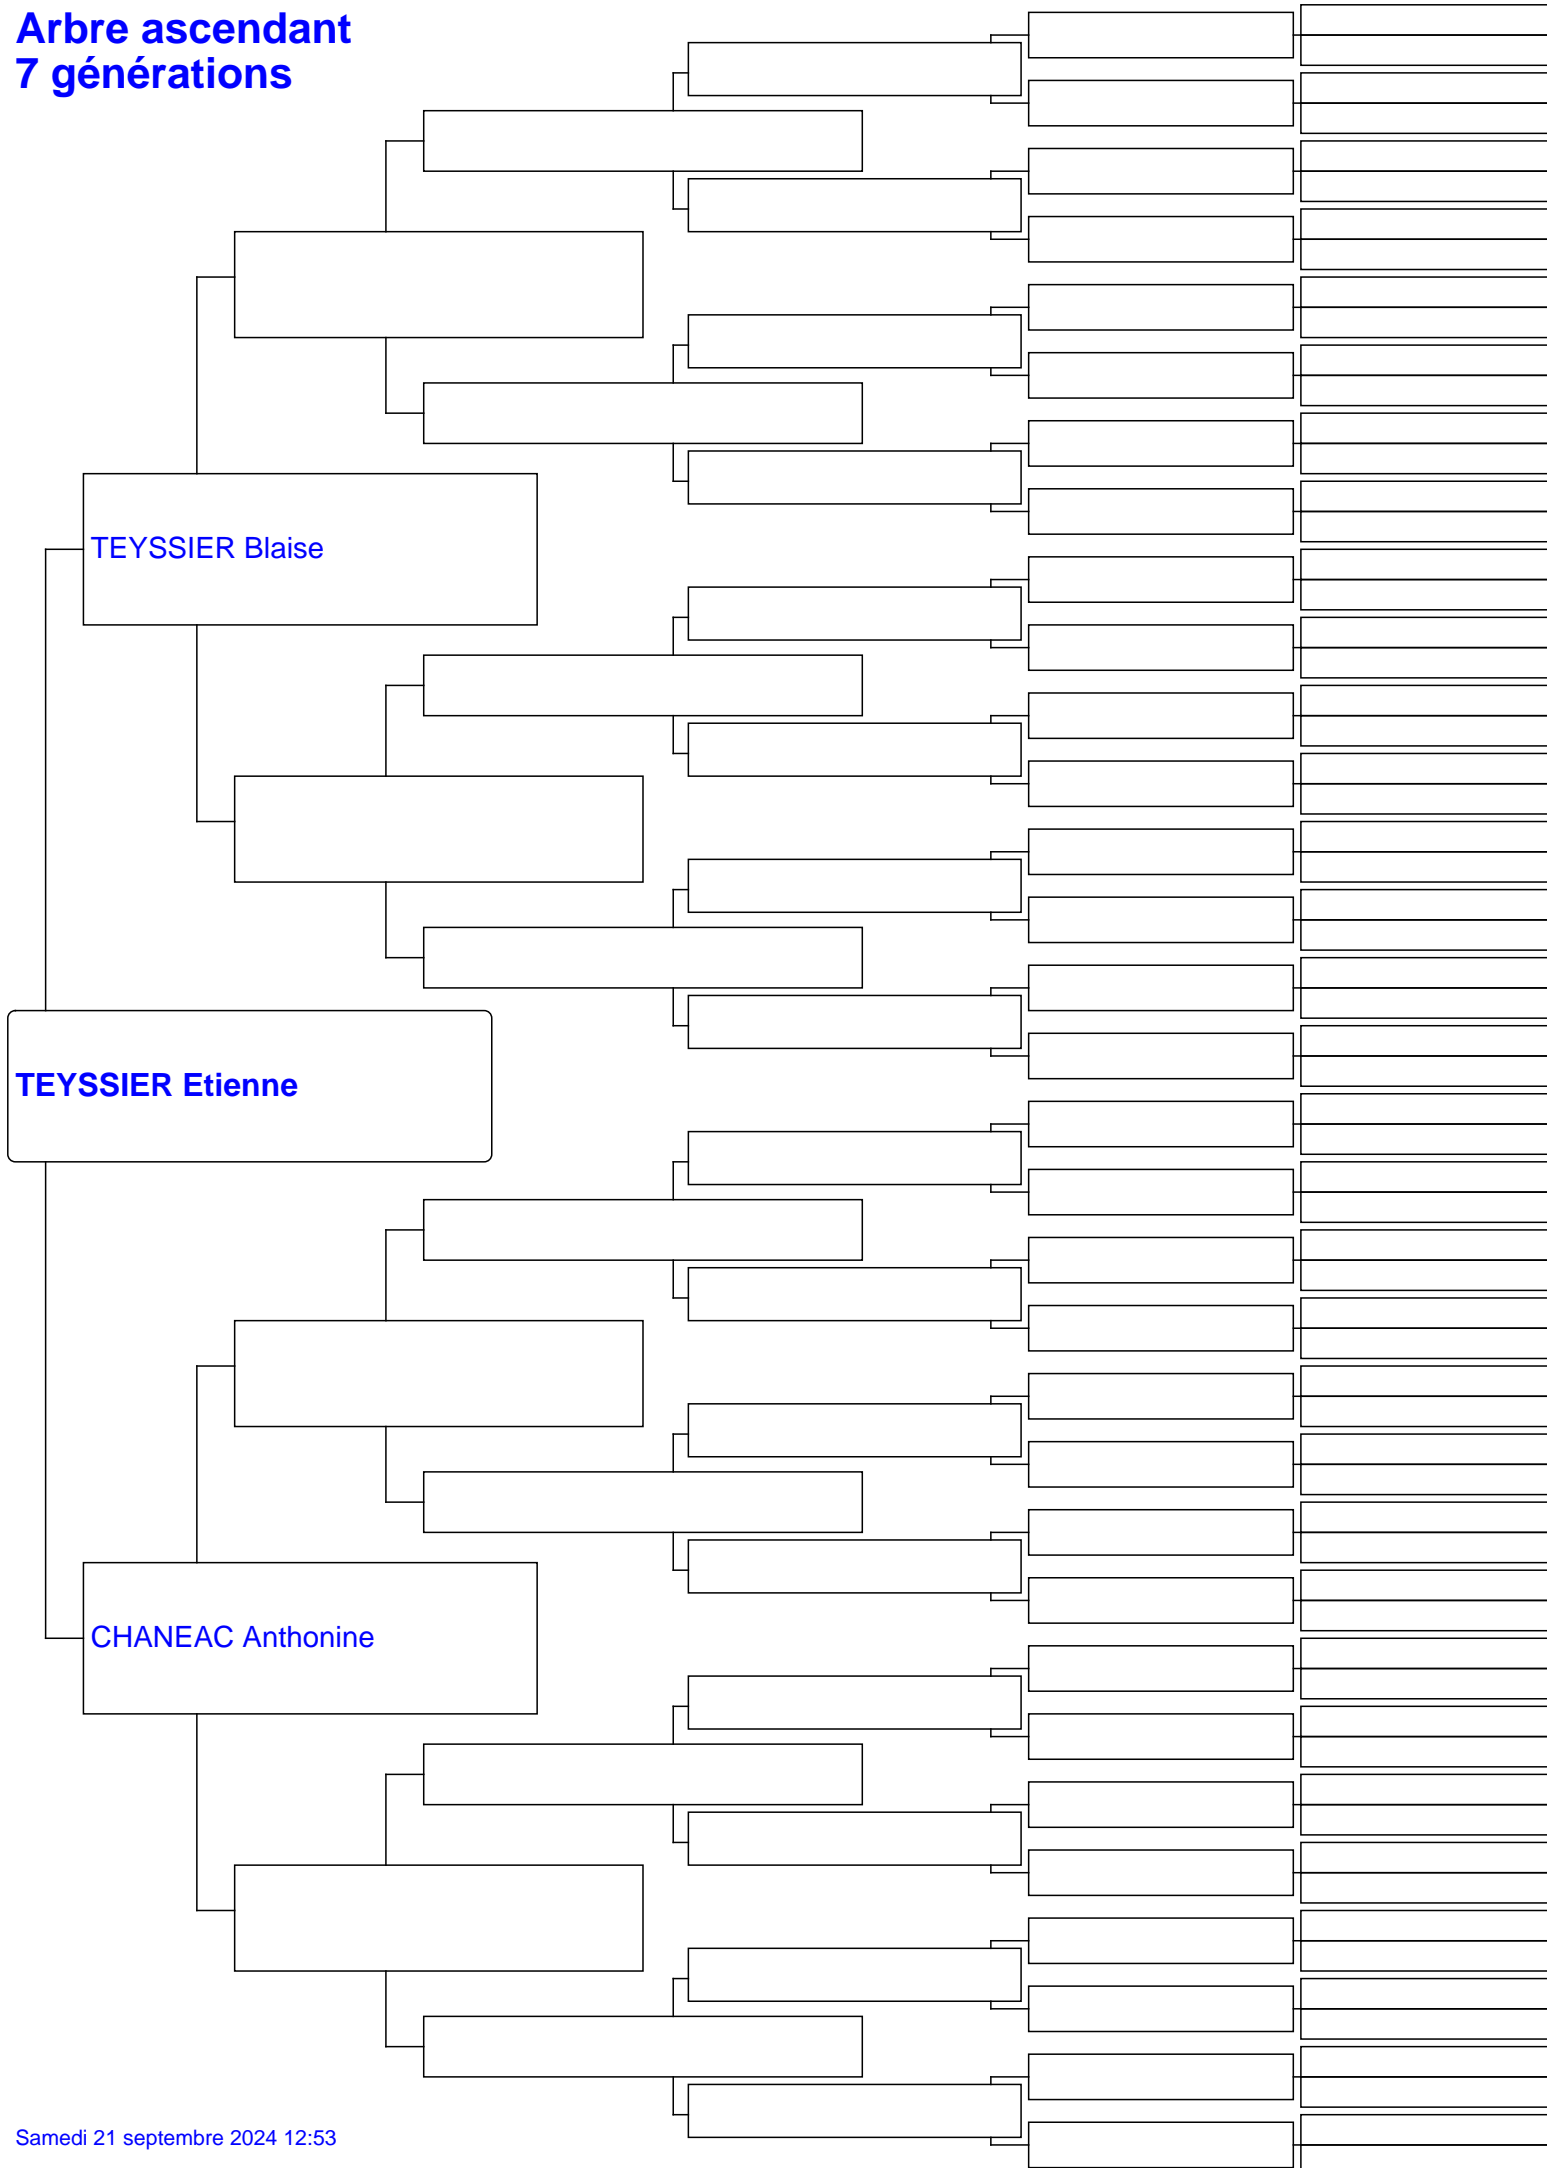 Arbre ascendant
7 générations
TEYSSIER Blaise
TEYSSIER Etienne
CHANEAC Anthonine
Samedi 21 septembre 2024 12:53